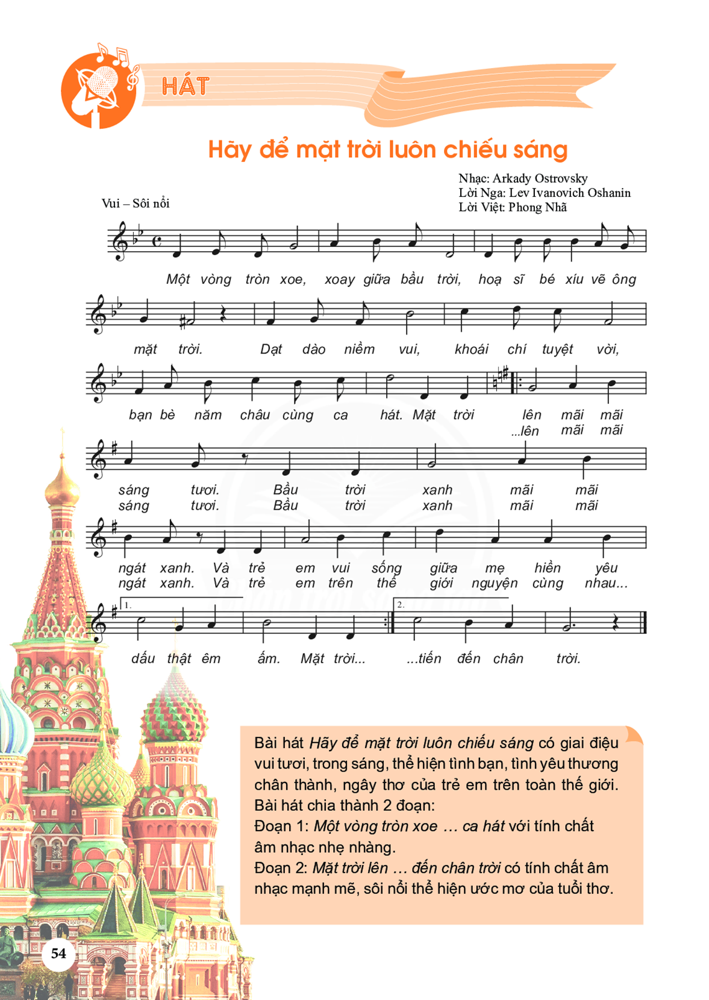 HÁT
Hãy để mặt trời luôn chiếu sáng
Nhạc: Arkady Ostrovsky
Lời Nga: Lev Ivanovich Oshanin
Lời Việt: Phong Nhã
Vui – Sôi nổi
Một vòng tròn xoe, xoay giữa bầu trời, hoạ sĩ bé xíu vẽ ông
mặt trời. Dạt dào niềm vui, khoái chí tuyệt vời,
bạn bè năm châu cùng ca hát. Mặt trời lên mãi mãi
...lên mãi mãi
sáng tươi. Bầu trời xanh mãi mãi
sáng tươi. Bầu trời xanh mãi mãi
ngát xanh. Và trẻ em vui sống giữa mẹ hiền yêu
ngát xanh. Và trẻ em trên thế giới nguyện cùng nhau...
1. 2.
dấu thật êm ấm. Mặt trời... ...tiến đến chân trời.
Bài hát Hãy để mặt trời luôn chiếu sáng có giai điệu
vui tươi, trong sáng, thể hiện tình bạn, tình yêu thương
chân thành, ngây thơ của trẻ em trên toàn thế giới.
Bài hát chia thành 2 đoạn:
Đoạn 1: Một vòng tròn xoe … ca hát với tính chất
âm nhạc nhẹ nhàng.
Đoạn 2: Mặt trời lên … đến chân trời có tính chất âm
nhạc mạnh mẽ, sôi nổi thể hiện ước mơ của tuổi thơ.
54